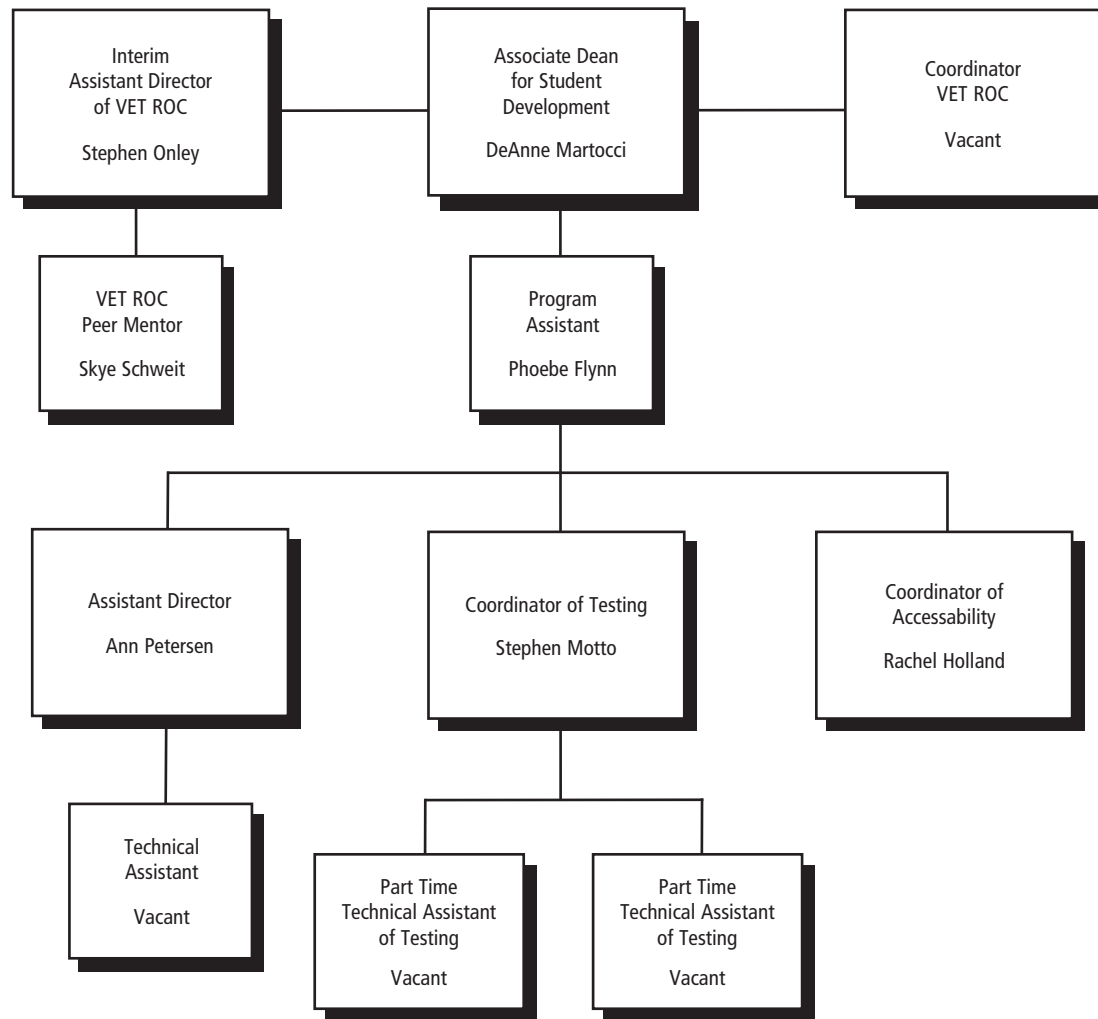 Interim
Assistant Director
of VET ROC
Stephen Onley
Associate Dean
for Student
Development
DeAnne Martocci
Coordinator
VET ROC
Vacant
VET ROC
Peer Mentor
Skye Schweit
Program
Assistant
Phoebe Flynn
Assistant Director
Ann Petersen
Coordinator of Testing
Stephen Motto
Coordinator of
Accessability
Rachel Holland
Technical
Assistant
Vacant
Part Time
Technical Assistant
of Testing
Vacant
Part Time
Technical Assistant
of Testing
Vacant